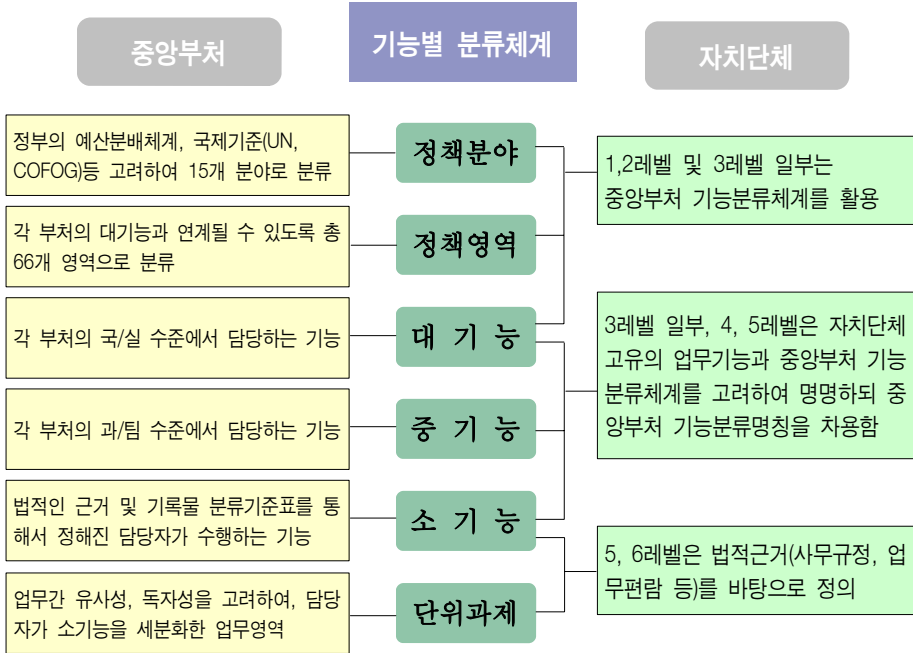 중앙부처
기능별 분류체계
자치단체
정부의 예산분배체계, 국제기준(UN,
COFOG)등 고려하여 15개 분야로 분류
정책분야
1,2레벨 및 3레벨 일부는
중앙부처 기능분류체계를 활용
각 부처의 대기능과 연계될 수 있도록 총
66개 영역으로 분류
정책영역
각 부처의 국/실 수준에서 담당하는 기능
대 기 능
3레벨 일부, 4, 5레벨은 자치단체
고유의 업무기능과 중앙부처 기능
분류체계를 고려하여 명명하되 중
앙부처 기능분류명칭을 차용함
각 부처의 과/팀 수준에서 담당하는 기능
중 기 능
법적인 근거 및 기록물 분류기준표를 통
해서 정해진 담당자가 수행하는 기능
소 기 능
5, 6레벨은 법적근거(사무규정, 업
무편람 등)를 바탕으로 정의
업무간 유사성, 독자성을 고려하여, 담당
자가 소기능을 세분화한 업무영역
단위과제